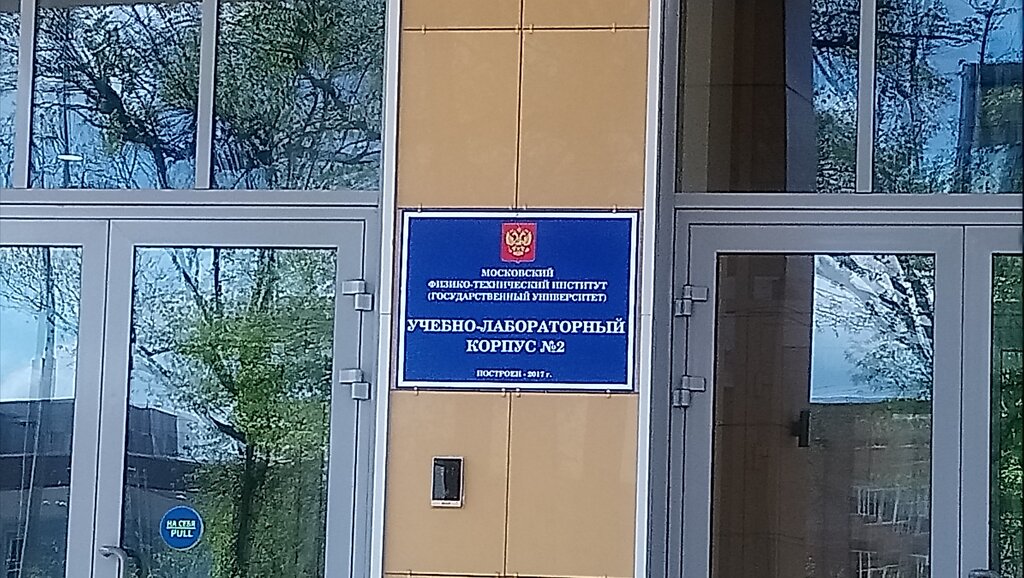 МОСКОВСКИЙ
ФИЗИКО-ТЕХНИЧЕСКИЙ ИНСТИТУТ
(ГОСУДАРСТВЕННЫЙ УНИВЕРСИТЕТ)
УЧЕБНО-ЛАБОРАТОРНЫЙ
КОРПУС №2
ПОСТРОЕН - 2017 г.
НА СЕБЯ
PULL